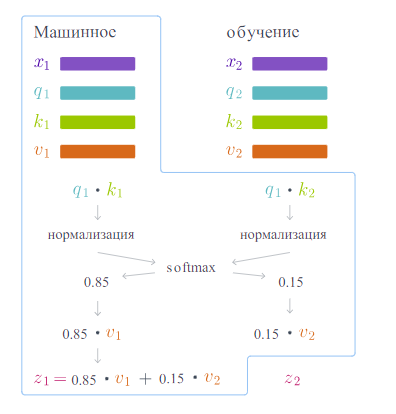 Машинное обучение
x₁ x₂
q₁ q₂
k₁ k₂
v₁ v₂
q₁ • k₁ q₁ • k₂
нормализация нормализация
softmax
0.85 0.15
0.85 • v₁ 0.15 • v₂
z₁ = 0.85 • v₁ + 0.15 • v₂ z₂